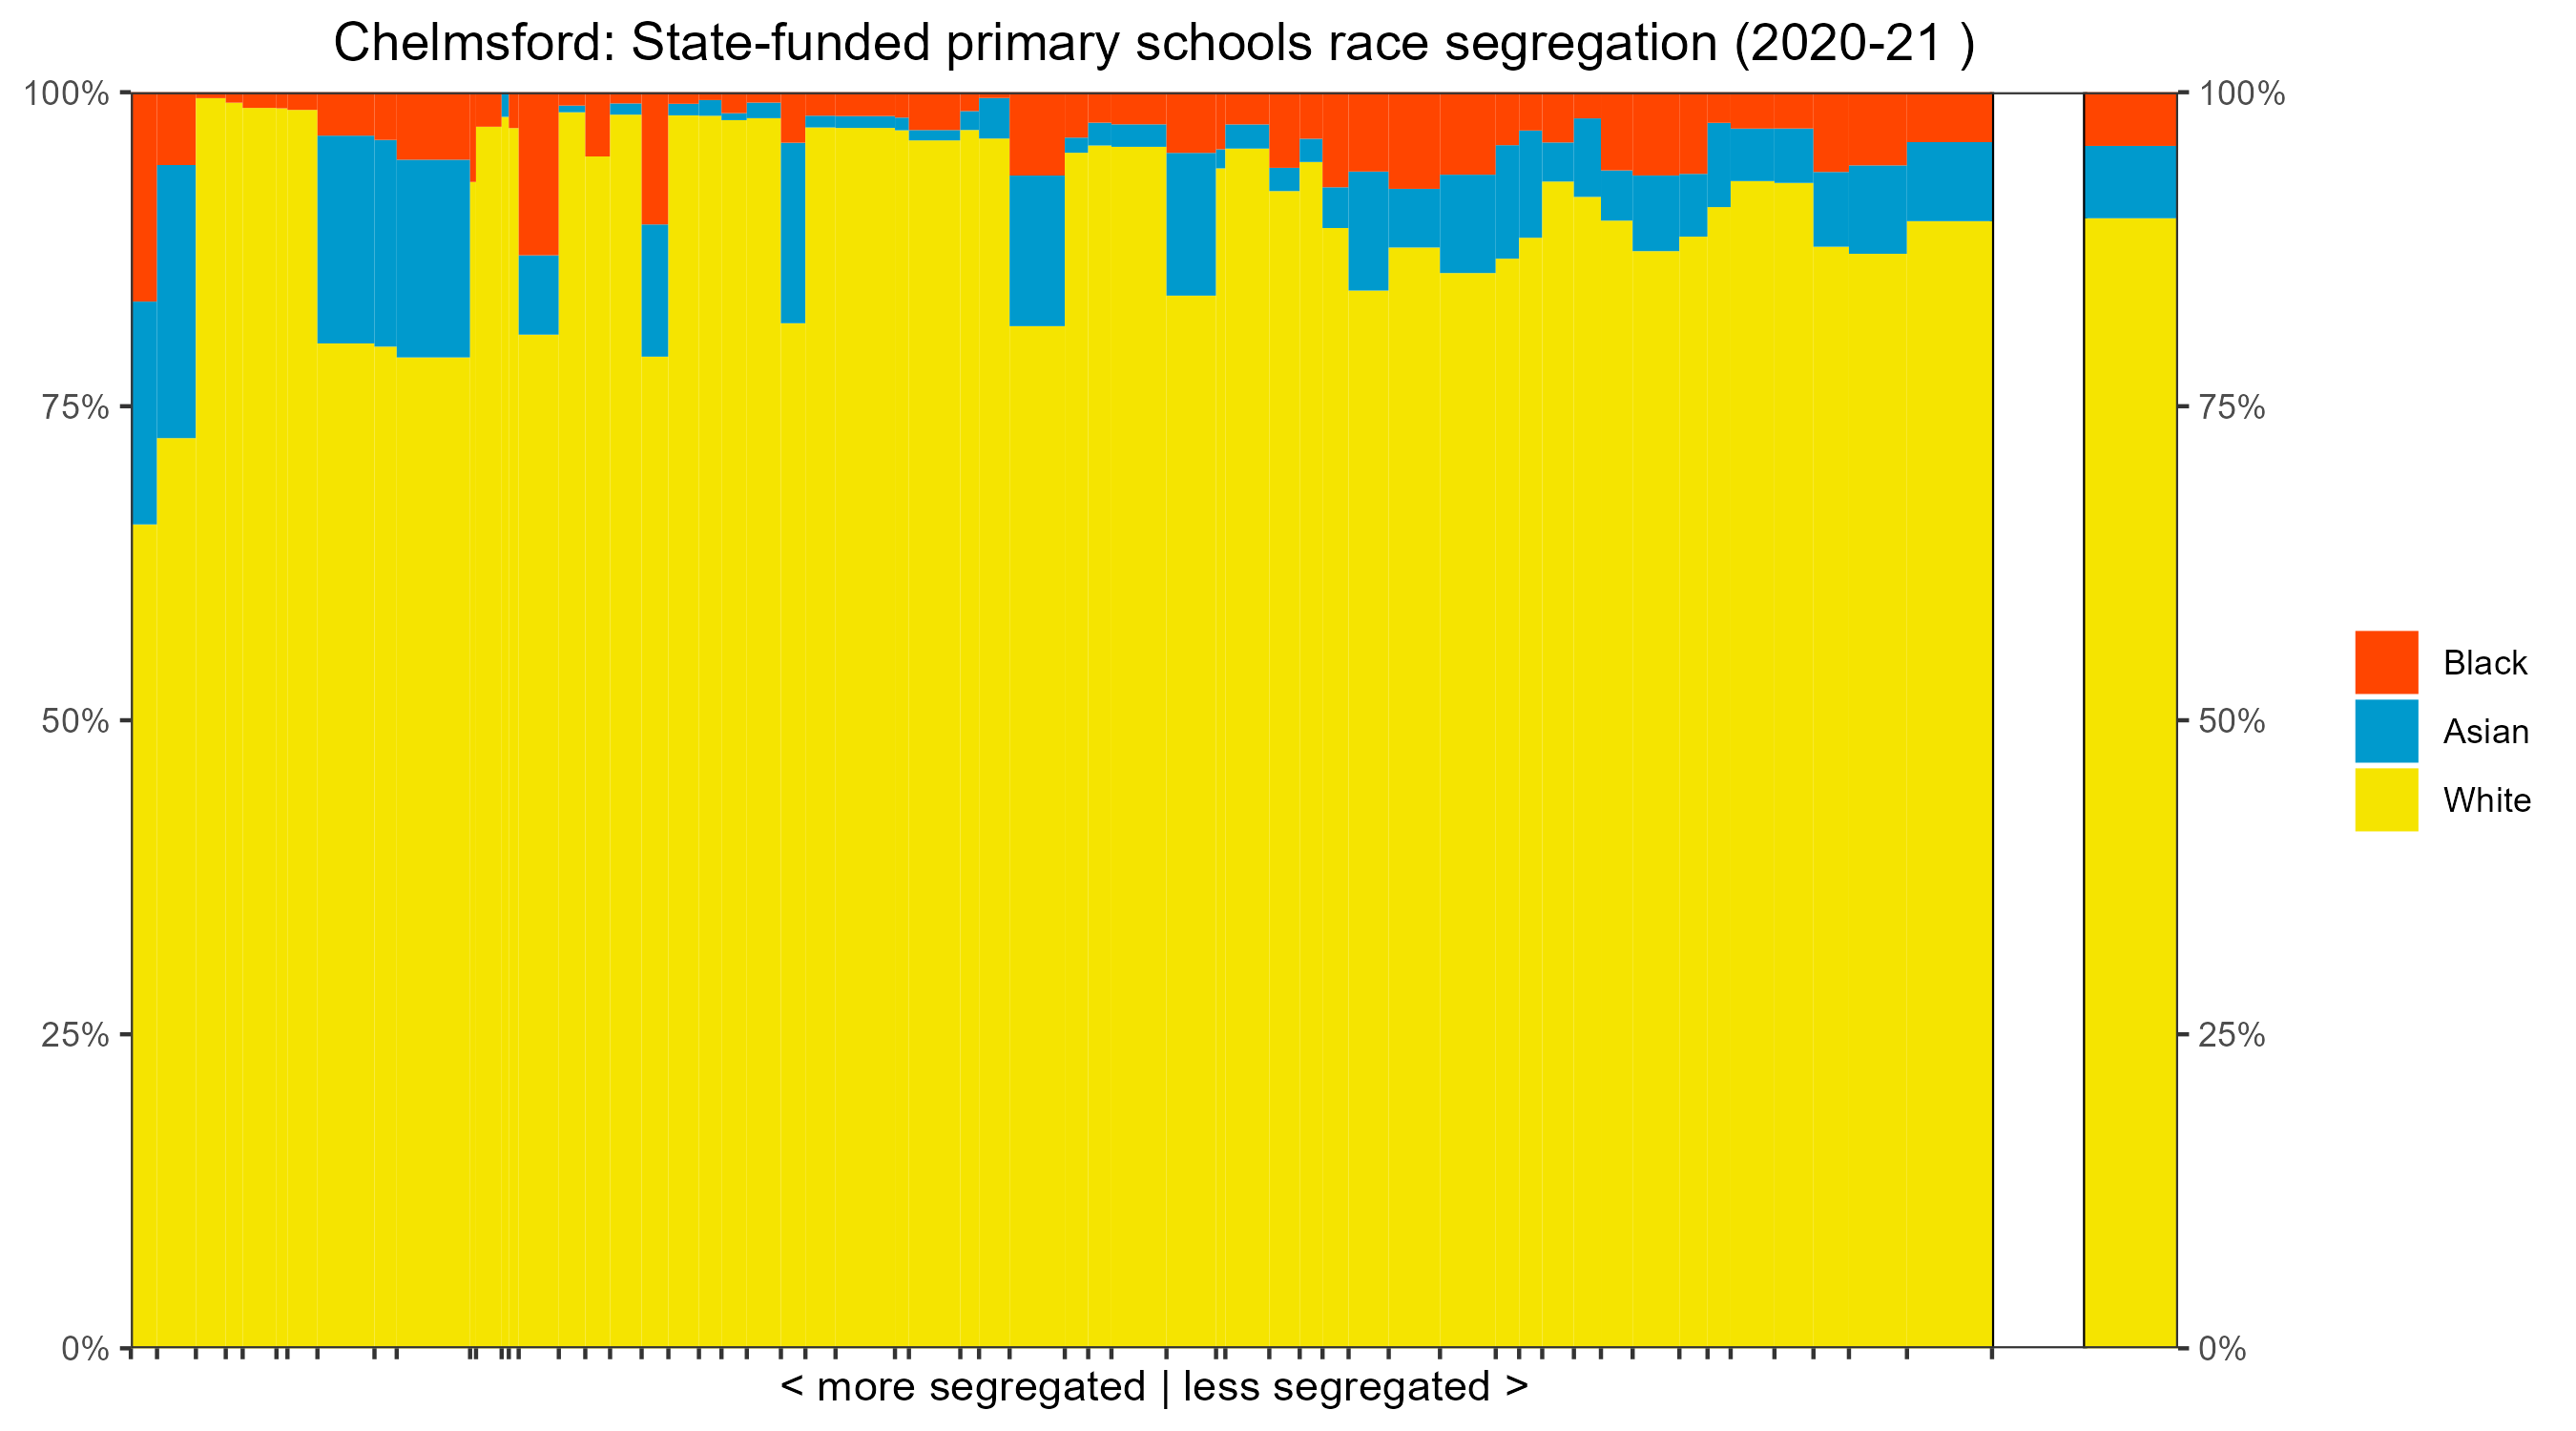 Chelmsford: State-funded primary schools race segregation (2020-21 )
100%
75%
50%
25%
0%
100%
75%
50%
25%
0%
Black
Asian
White
< more segregated | less segregated >